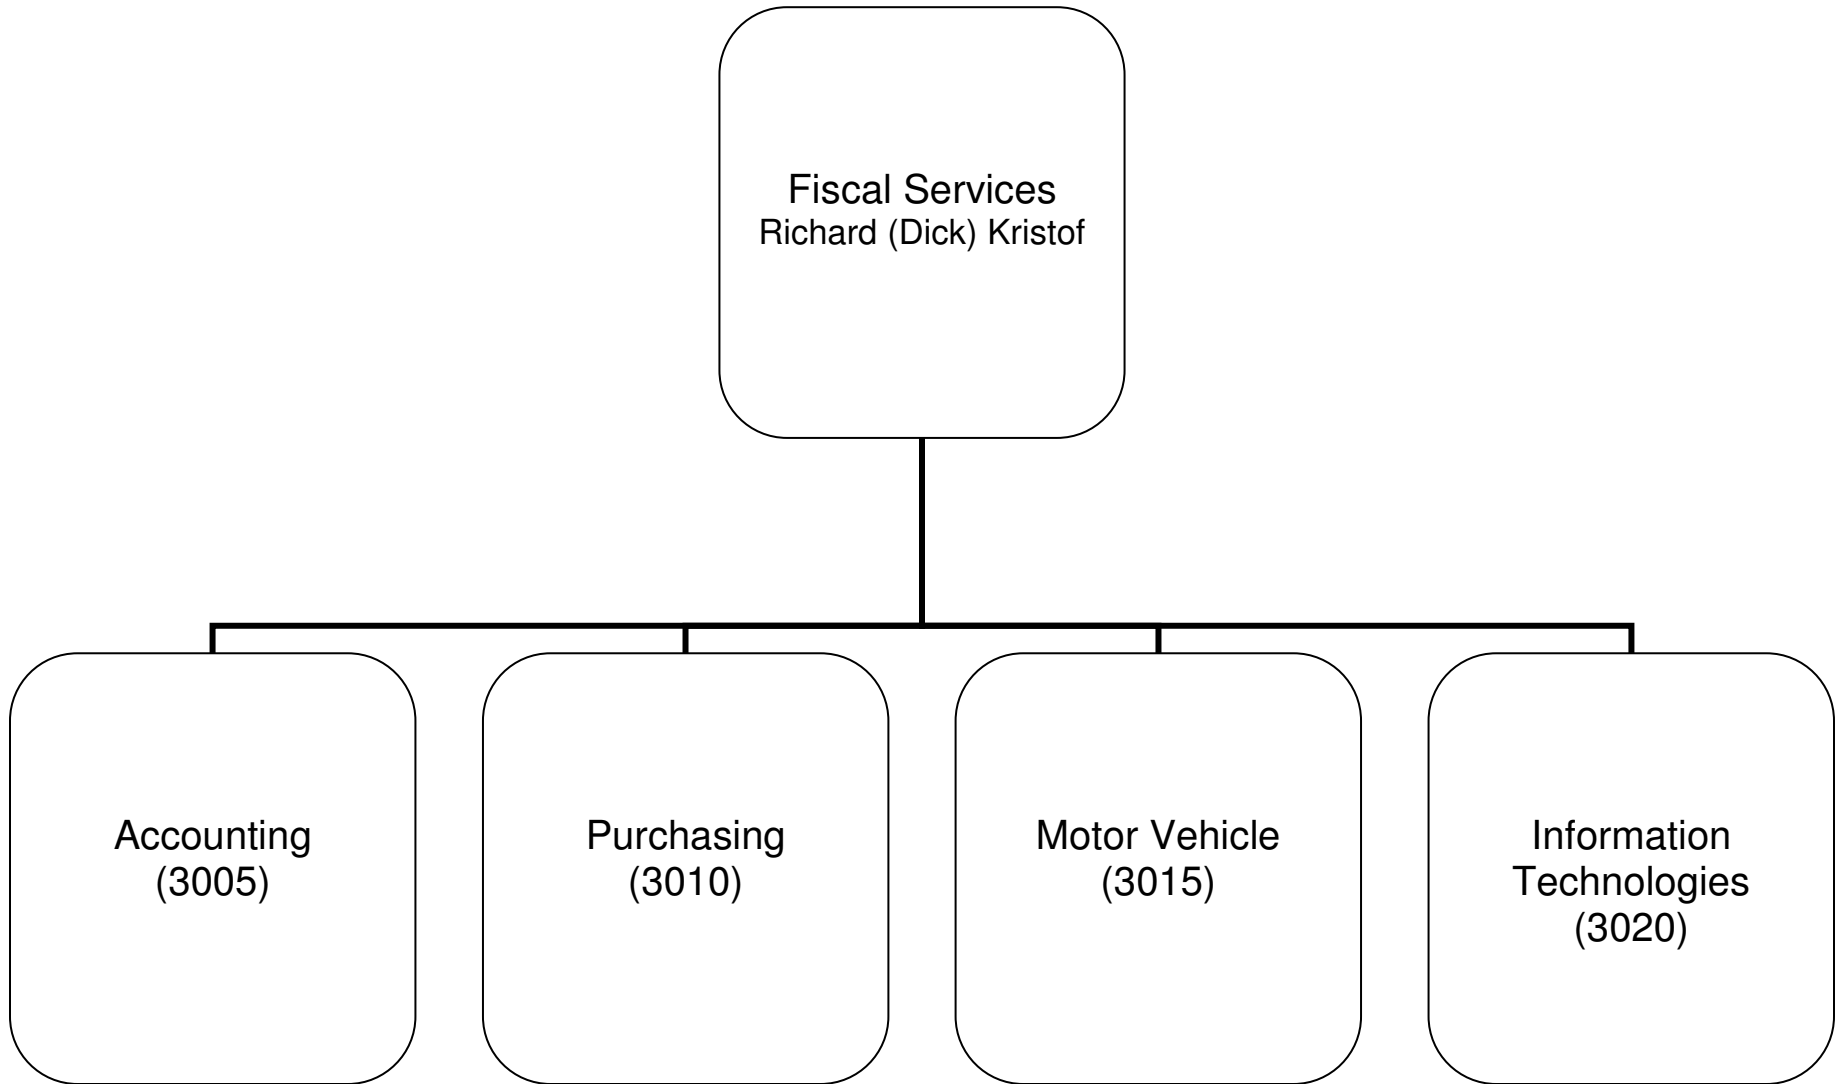 Fiscal Services
Richard (Dick) Kristof
Accounting
(3005)
Purchasing
(3010)
Motor Vehicle
(3015)
Information
Technologies
(3020)